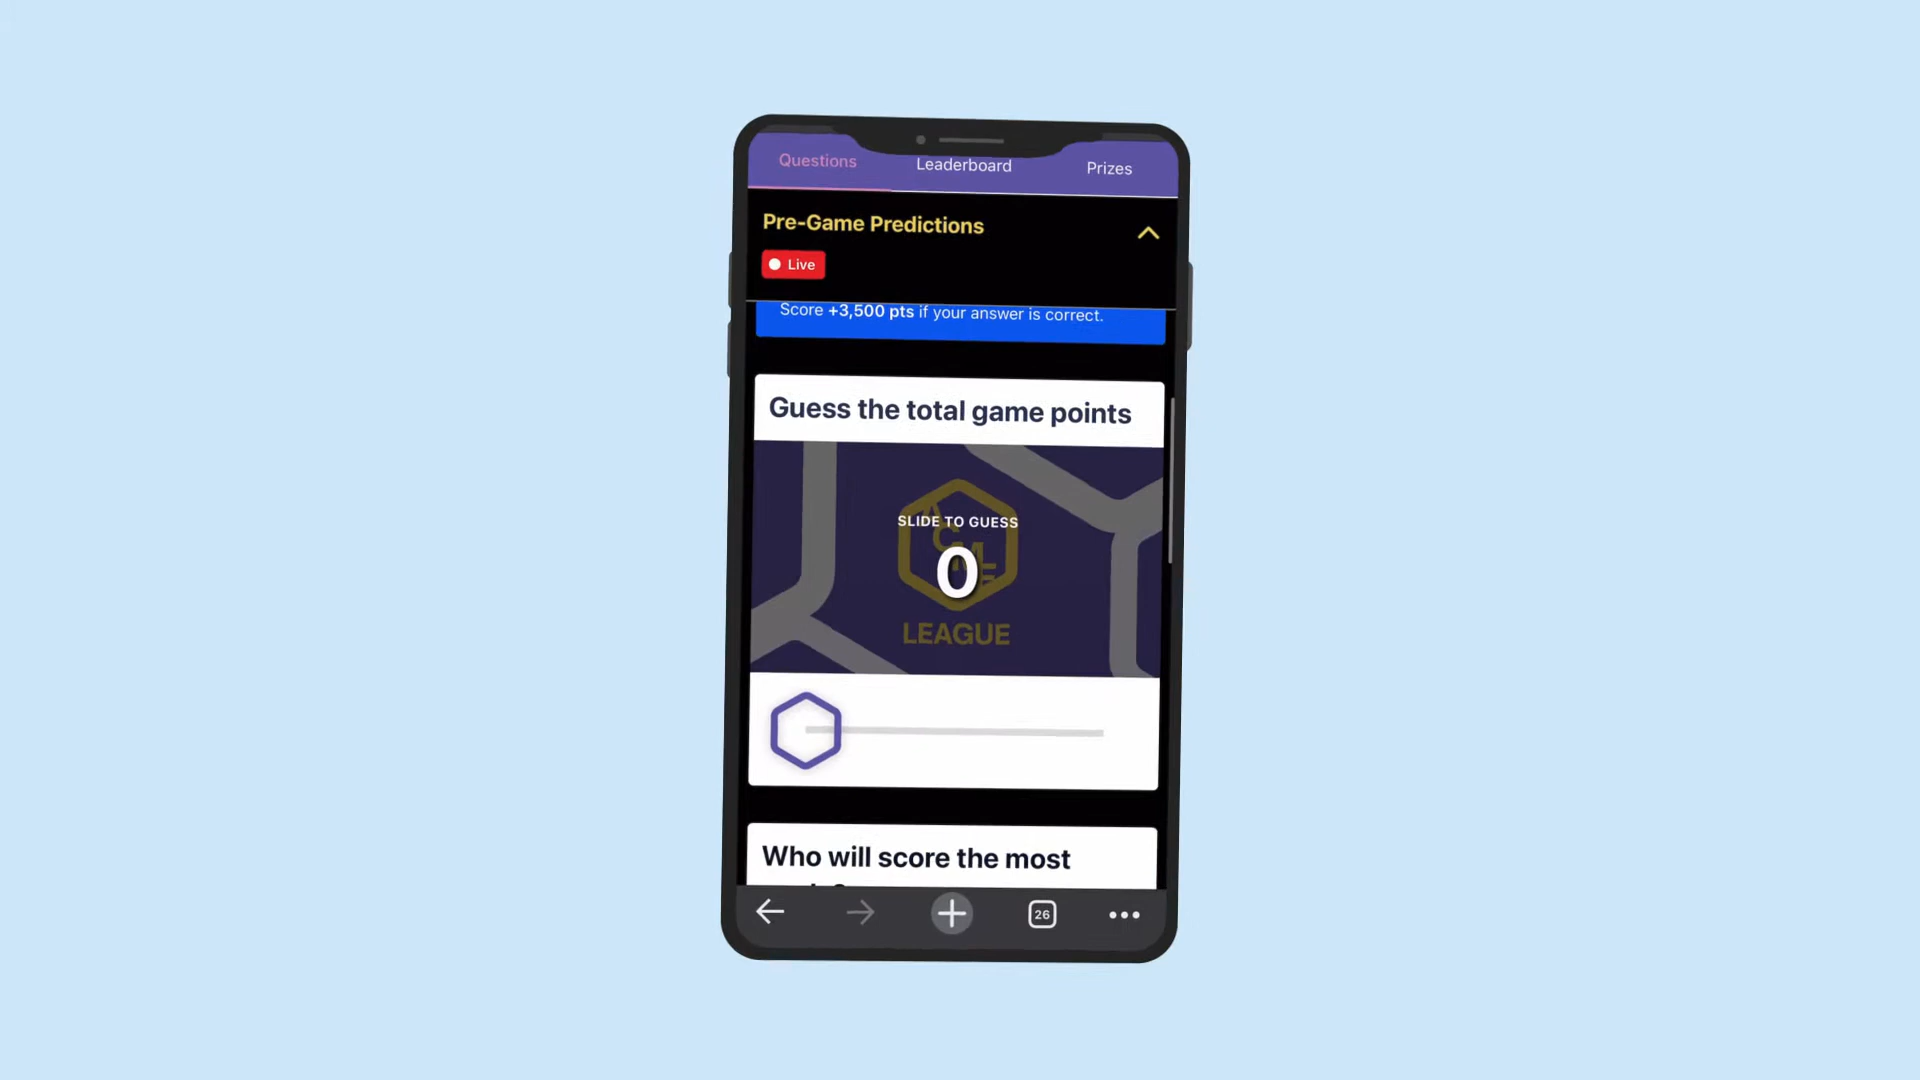 Questions
Leaderboard
Prizes
Pre-Game Predictions
Live
Score +3,500 pts if your answer is correct.
Guess the total game points
SLIDE TO GUESS
0
ACME
LEAGUE
Who will score the most
26